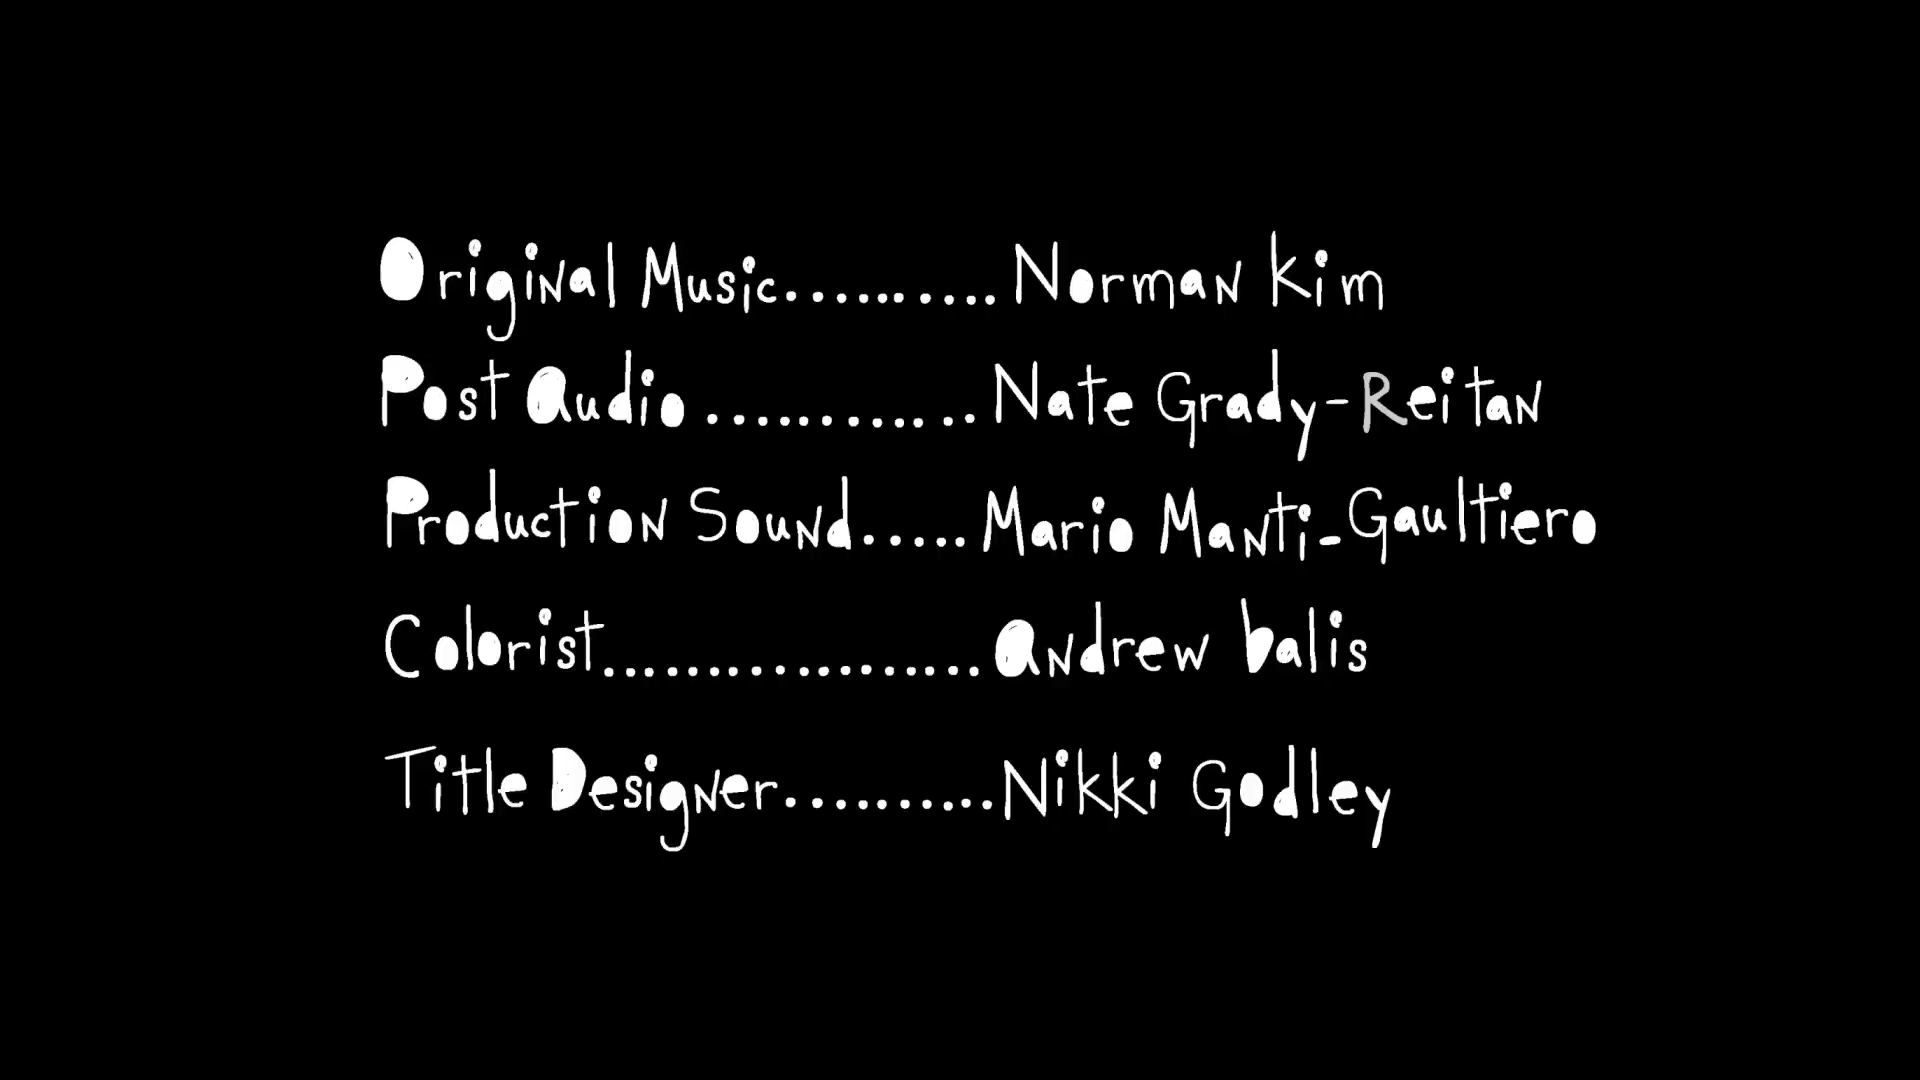 Original Music..........Norman Kim
Post Audio ............Nate Grady-Reitan
Production Sound.....Mario Manti-Gaultiero
Colorist..................Andrew balis
Title Designer..........Nikki Godley